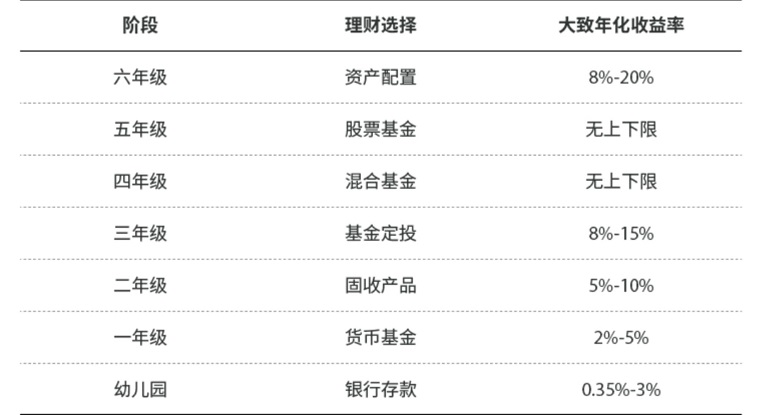 阶段 理财选择 大致年化收益率
六年级 资产配置 8%-20%
五年级 股票基金 无上下限
四年级 混合基金 无上下限
三年级 基金定投 8%-15%
二年级 固收产品 5%-10%
一年级 货币基金 2%-5%
幼儿园 银行存款 0.35%-3%